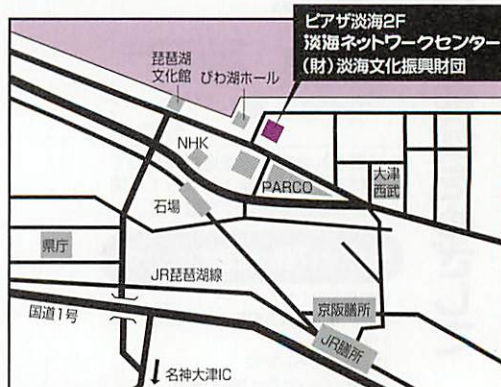 ピアザ淡海2F
淡海ネットワークセンター
(財)淡海文化振興財団
琵琶湖
文化館
びわ湖ホール
NHK
PARCO
大津
西武
石場
県庁
JR琵琶湖線
京阪膳所
国道1号
JR膳所
名神大津IC